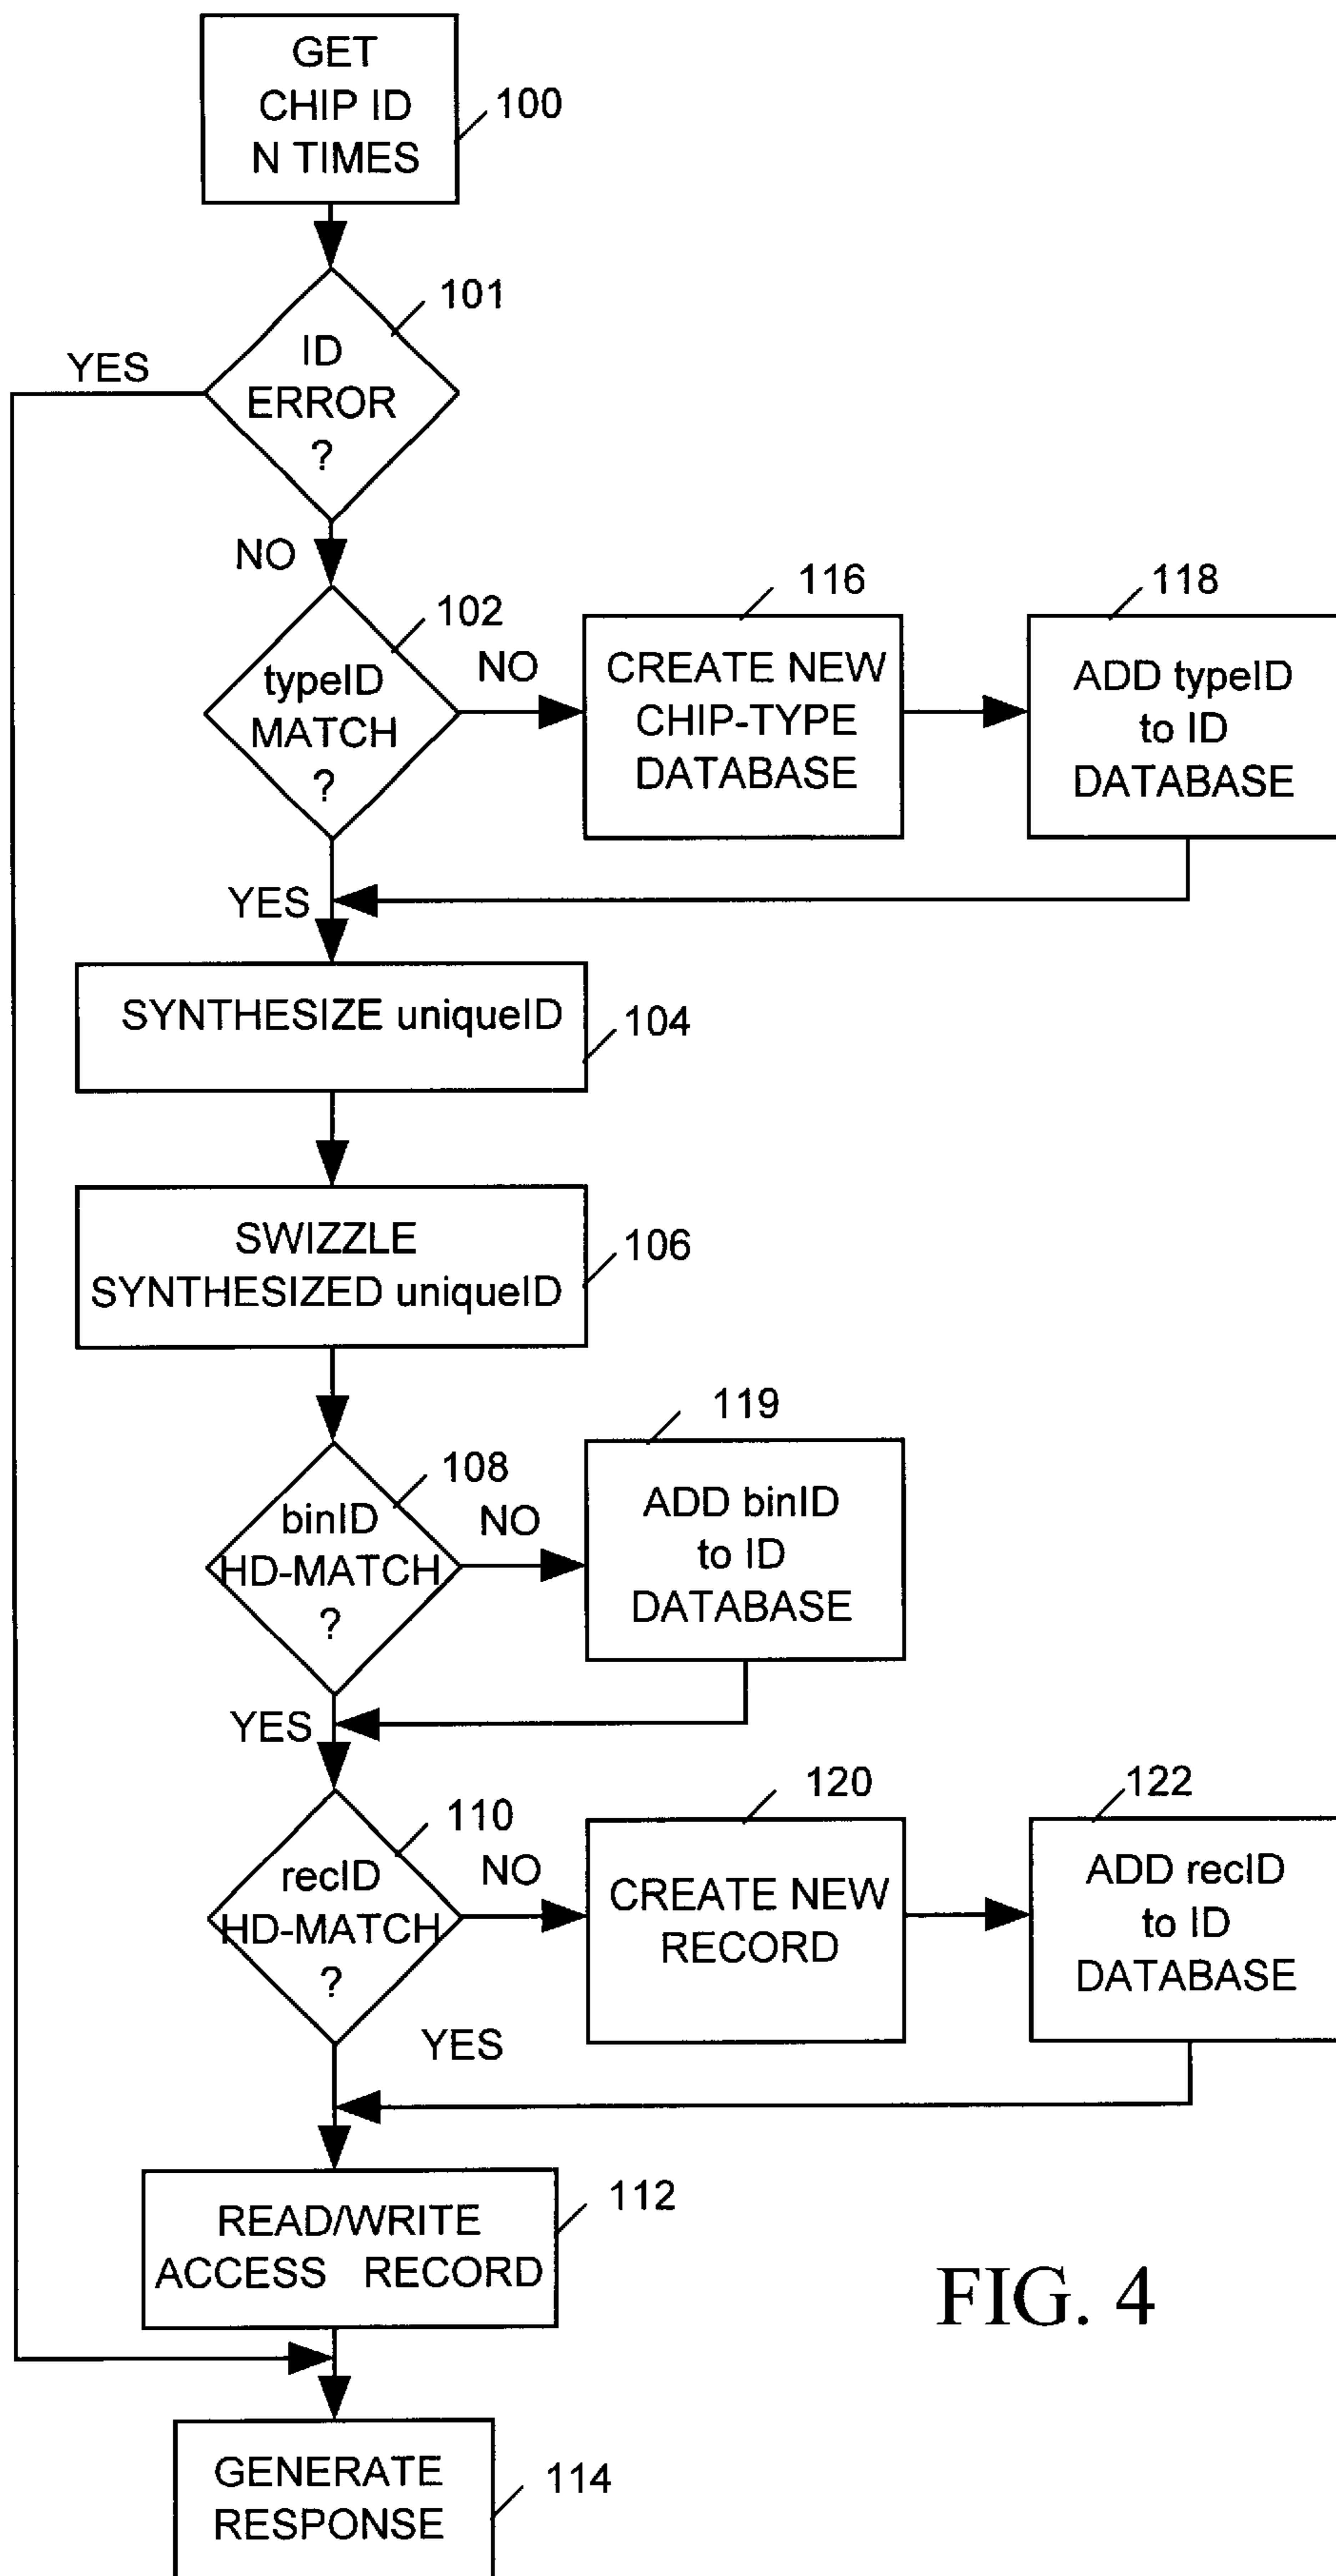 GET
CHIP ID
N TIMES
100
101
ID
ERROR
?
YES
NO
102
typeID
MATCH
?
NO
116
CREATE NEW
CHIP-TYPE
DATABASE
118
ADD typeID
to ID
DATABASE
YES
SYNTHESIZE uniqueID
104
SWIZZLE
SYNTHESIZED uniqueID
106
108
binID
HD-MATCH
?
NO
119
ADD binID
to ID
DATABASE
YES
110
recID
HD-MATCH
?
NO
120
CREATE NEW
RECORD
122
ADD recID
to ID
DATABASE
YES
READ/WRITE
ACCESS RECORD
112
GENERATE
RESPONSE
114
FIG. 4